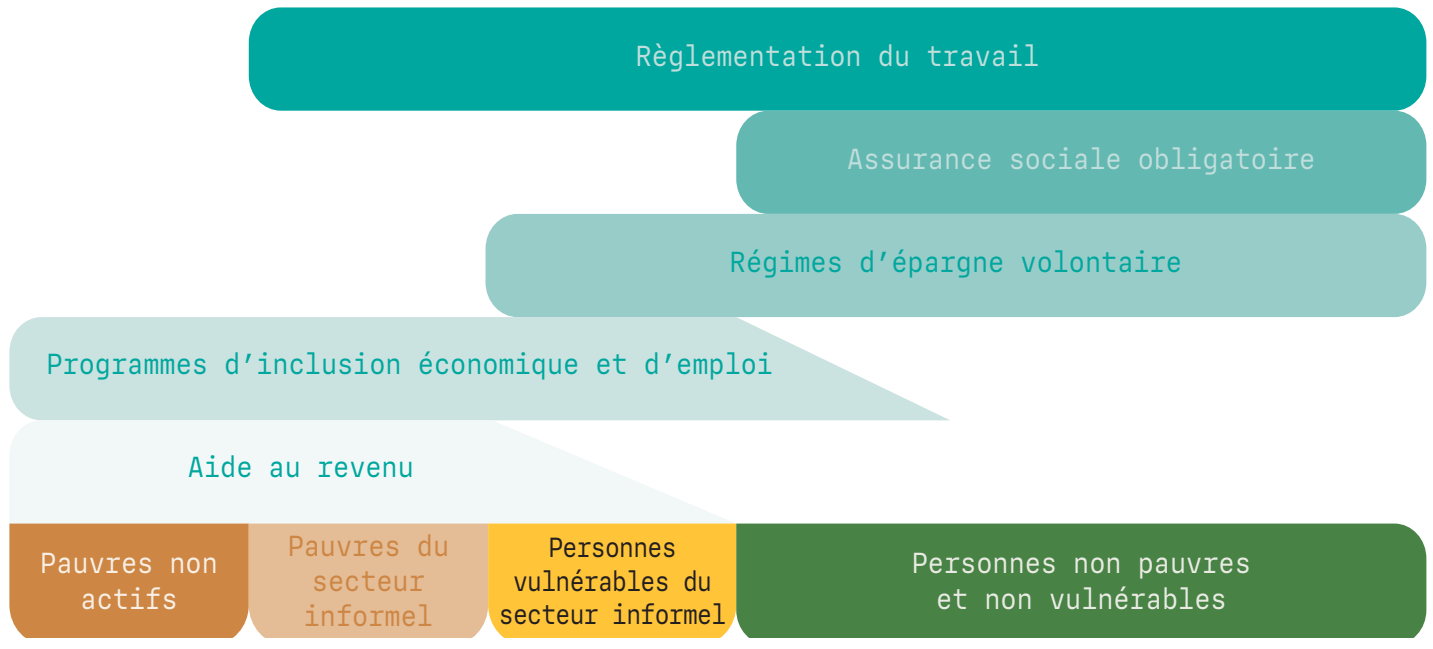 Règlementation du travail
Assurance sociale obligatoire
Régimes d’épargne volontaire
Programmes d’inclusion économique et d’emploi
Aide au revenu
Pauvres non
actifs
Pauvres du
secteur
informel
Personnes
vulnérables du
secteur informel
Personnes non pauvres
et non vulnérables